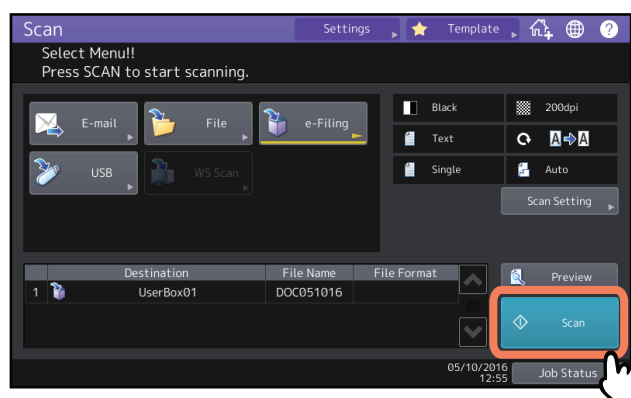 Scan
Settings
Template
?
Select Menu!!
Press SCAN to start scanning.
E-mail
File
e-Filing
USB
WS Scan
Black
200dpi
Text
A A
Single
Auto
Scan Setting
Destination File Name File Format
1 UserBox01 DOC051016
Preview
Scan
05/10/2016
12:55
Job Status